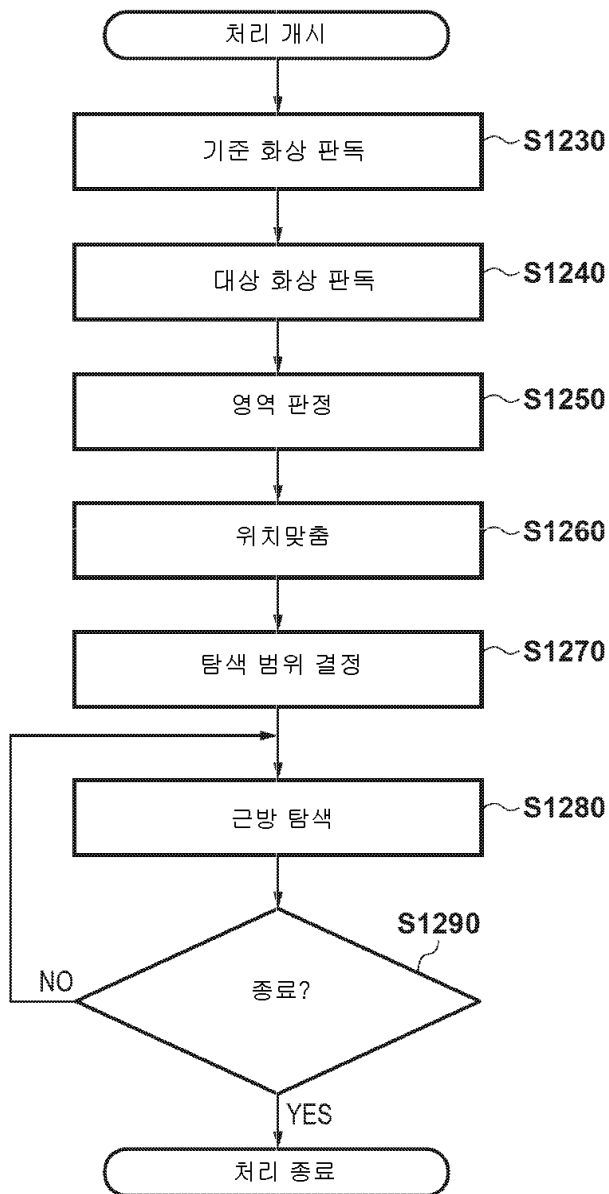 처리 개시
기준 화상 판독
S1230
대상 화상 판독
S1240
영역 판정
S1250
위치맞춤
S1260
탐색 범위 결정
S1270
근방 탐색
S1280
S1290
종료?
NO
YES
처리 종료